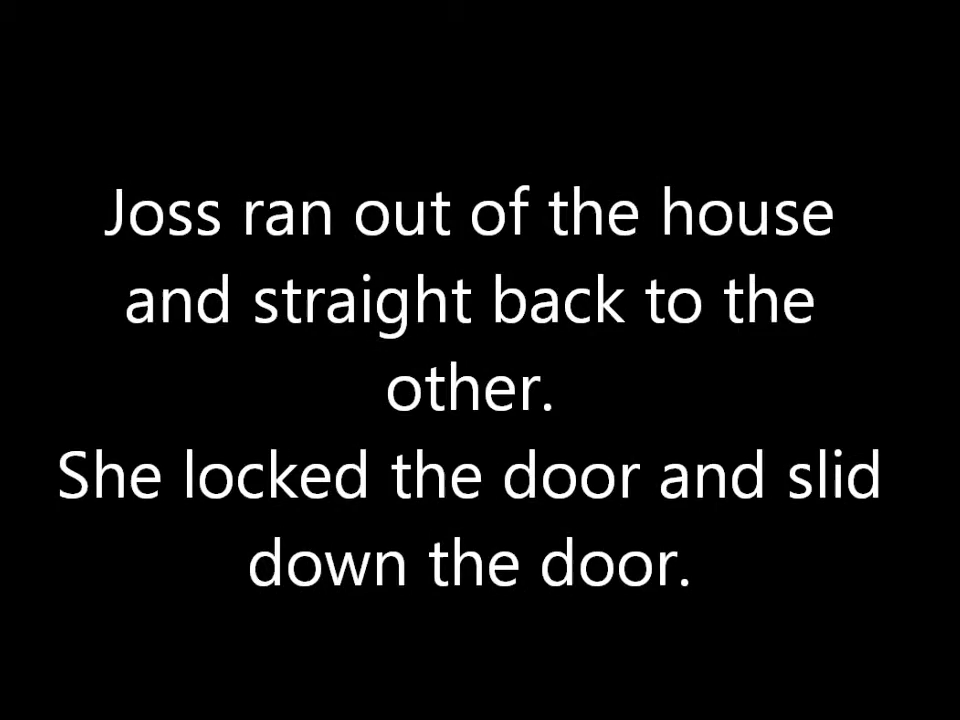 Joss ran out of the house
and straight back to the
other.
She locked the door and slid
down the door.